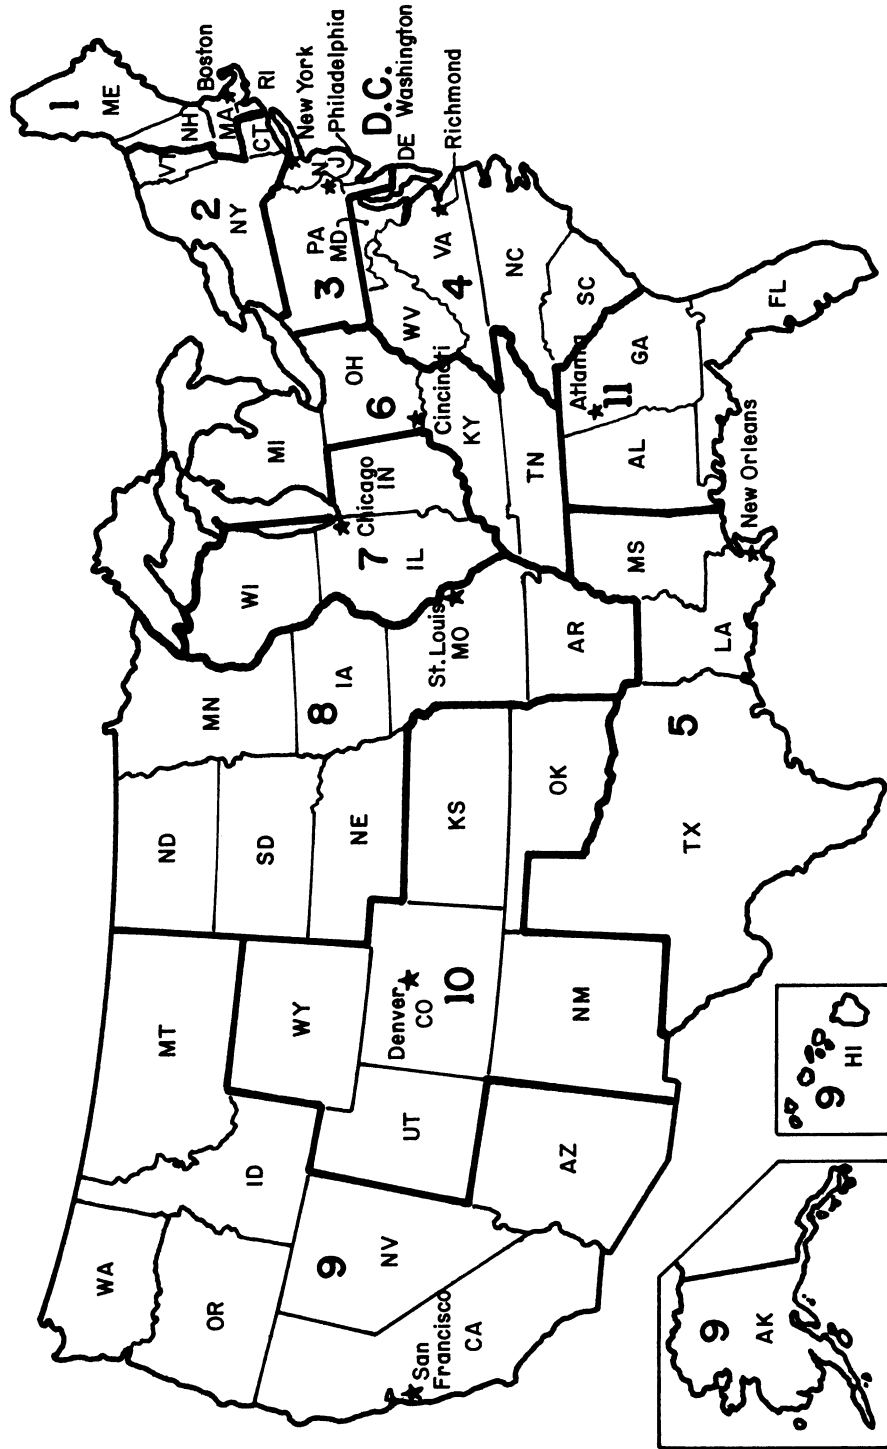 WA
OR
ID
MT
WY
NV
9
CA
San
Francisco
UT
AZ
Denver
CO
10
NM
ND
SD
NE
KS
OK
TX
5
MN
IA
8
St. Louis
MO
AR
LA
WI
7
IL
Chicago
IN
MI
OH
6
Cincinati
KY
TN
MS
AL
Atlanta
11
GA
FL
New Orleans
SC
NC
VA
4
WV
MD
PA
3
NY
2
VT
NH
ME
1
MA
Boston
RI
CT
New York
N
J
Philadelphia
D.C.
DE
Washington
Richmond
9
AK
9
HI